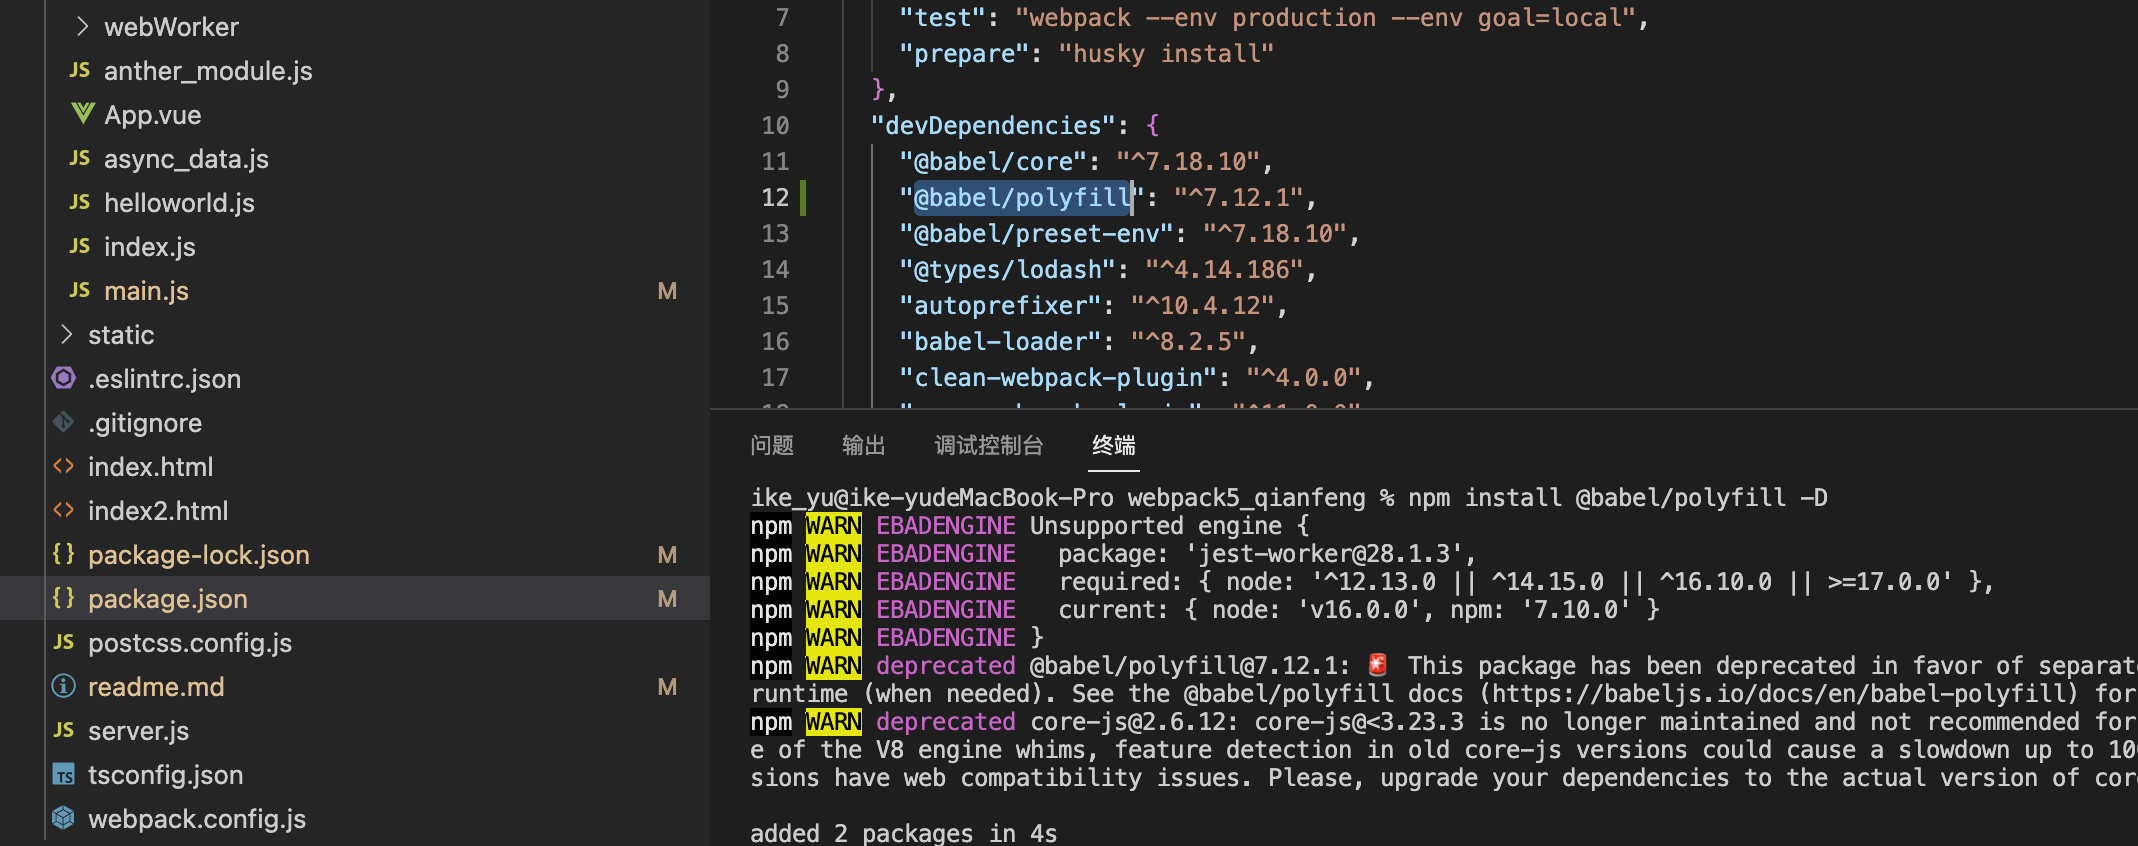 webWorker
anther_module.js
App.vue
async_data.js
helloworld.js
index.js
main.js M
static
.eslintrc.json
.gitignore
index.html
index2.html
package-lock.json M
package.json M
postcss.config.js
readme.md M
server.js
tsconfig.json
webpack.config.js
7 "test": "webpack --env production --env goal=local",
8 "prepare": "husky install"
9 },
10 "devDependencies": {
11 "@babel/core": "^7.18.10",
12 "@babel/polyfill": "^7.12.1",
13 "@babel/preset-env": "^7.18.10",
14 "@types/lodash": "^4.14.186",
15 "autoprefixer": "^10.4.12",
16 "babel-loader": "^8.2.5",
17 "clean-webpack-plugin": "^4.0.0",
问题 输出 调试控制台 终端
ike_yu@ike-yudeMacBook-Pro webpack5_qianfeng % npm install @babel/polyfill -D
npm WARN EBADENGINE Unsupported engine {
npm WARN EBADENGINE   package: 'jest-worker@28.1.3',
npm WARN EBADENGINE   required: { node: '^12.13.0 || ^14.15.0 || ^16.10.0 || >=17.0.0' },
npm WARN EBADENGINE   current: { node: 'v16.0.0', npm: '7.10.0' }
npm WARN EBADENGINE }
npm WARN deprecated @babel/polyfill@7.12.1: 🚨 This package has been deprecated in favor of separat
runtime (when needed). See the @babel/polyfill docs (https://babeljs.io/docs/en/babel-polyfill) for
npm WARN deprecated core-js@2.6.12: core-js@<3.23.3 is no longer maintained and not recommended for
e of the V8 engine whims, feature detection in old core-js versions could cause a slowdown up to 10
sions have web compatibility issues. Please, upgrade your dependencies to the actual version of cor
added 2 packages in 4s